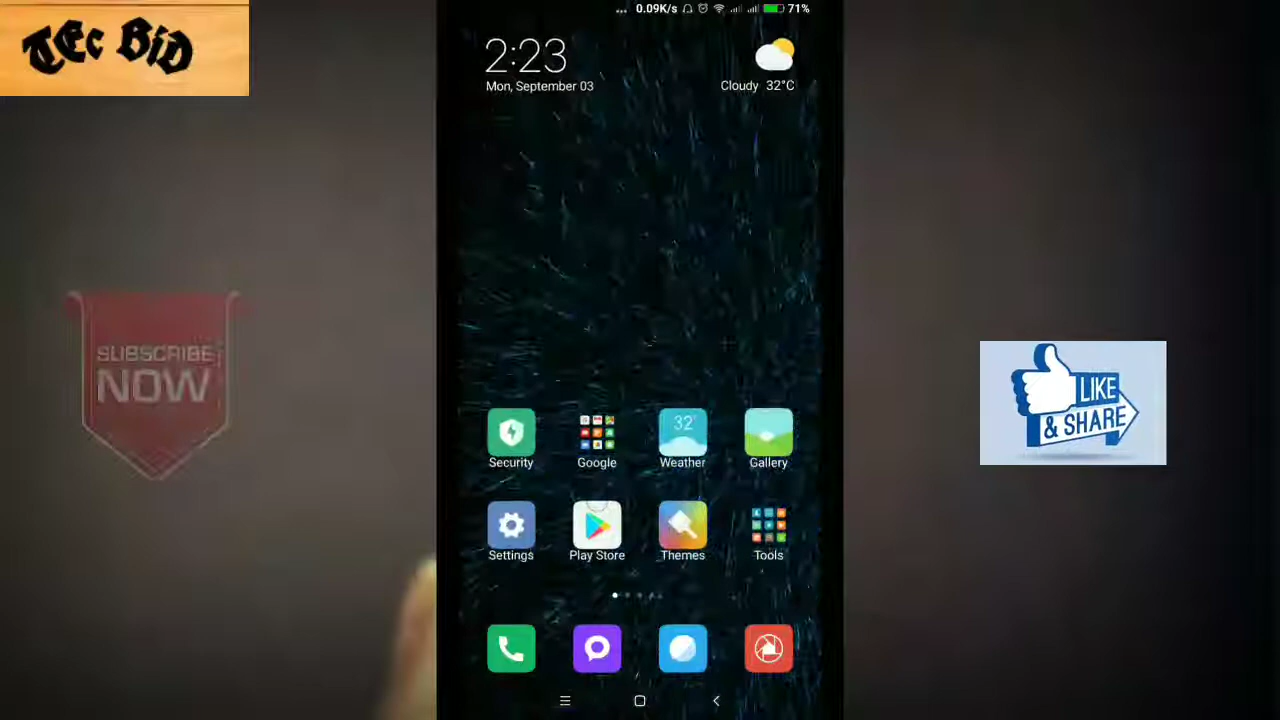 TEc BiD
0.09K/s 71%
2:23
Mon, September 03
Cloudy 32°C
SUBSCRIBE
NOW
LIKE
& SHARE
32°
Security Google Weather Gallery
Settings Play Store Themes Tools